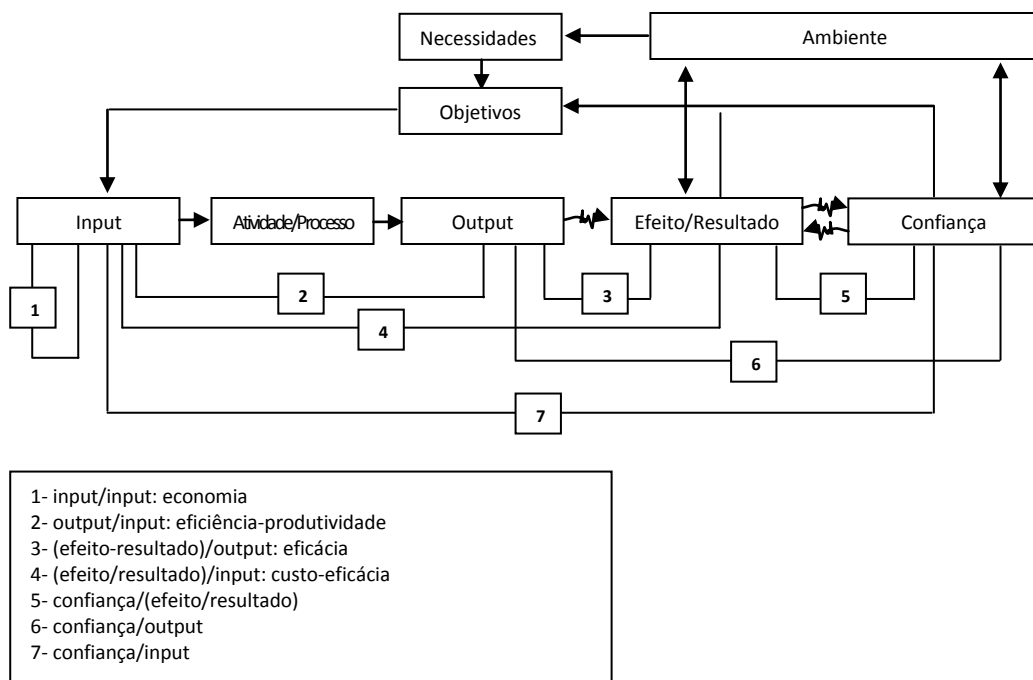 Necessidades
Ambiente
Objetivos
Input
Atividade/Processo
Output
Efeito/Resultado
Confiança
1
2
3
5
4
6
7
1- input/input: economia
2- output/input: eficiência-produtividade
3- (efeito-resultado)/output: eficácia
4- (efeito/resultado)/input: custo-eficácia
5- confiança/(efeito/resultado)
6- confiança/output
7- confiança/input